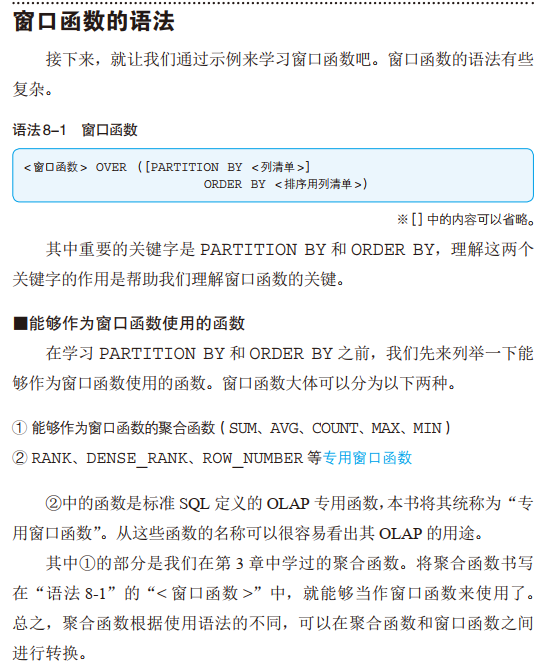 窗口函数的语法
接下来，就让我们通过示例来学习窗口函数吧。窗口函数的语法有些
复杂。
语法8-1 窗口函数
<窗口函数> OVER ([PARTITION BY <列清单>]
ORDER BY <排序用列清单>)
※[]中的内容可以省略。
其中重要的关键字是 PARTITION BY 和 ORDER BY，理解这两个
关键字的作用是帮助我们理解窗口函数的关键。
■能够作为窗口函数使用的函数
在学习 PARTITION BY 和 ORDER BY 之前，我们先来列举一下能
够作为窗口函数使用的函数。窗口函数大体可以分为以下两种。
① 能够作为窗口函数的聚合函数（SUM、AVG、COUNT、MAX、MIN）
② RANK、DENSE_RANK、ROW_NUMBER 等专用窗口函数
②中的函数是标准 SQL 定义的 OLAP 专用函数，本书将其统称为“专
用窗口函数”。从这些函数的名称可以很容易看出其 OLAP 的用途。
其中①的部分是我们在第 3 章中学过的聚合函数。将聚合函数书写
在“语法 8-1”的“<窗口函数>”中，就能够当作窗口函数来使用了。
总之，聚合函数根据使用语法的不同，可以在聚合函数和窗口函数之间
进行转换。